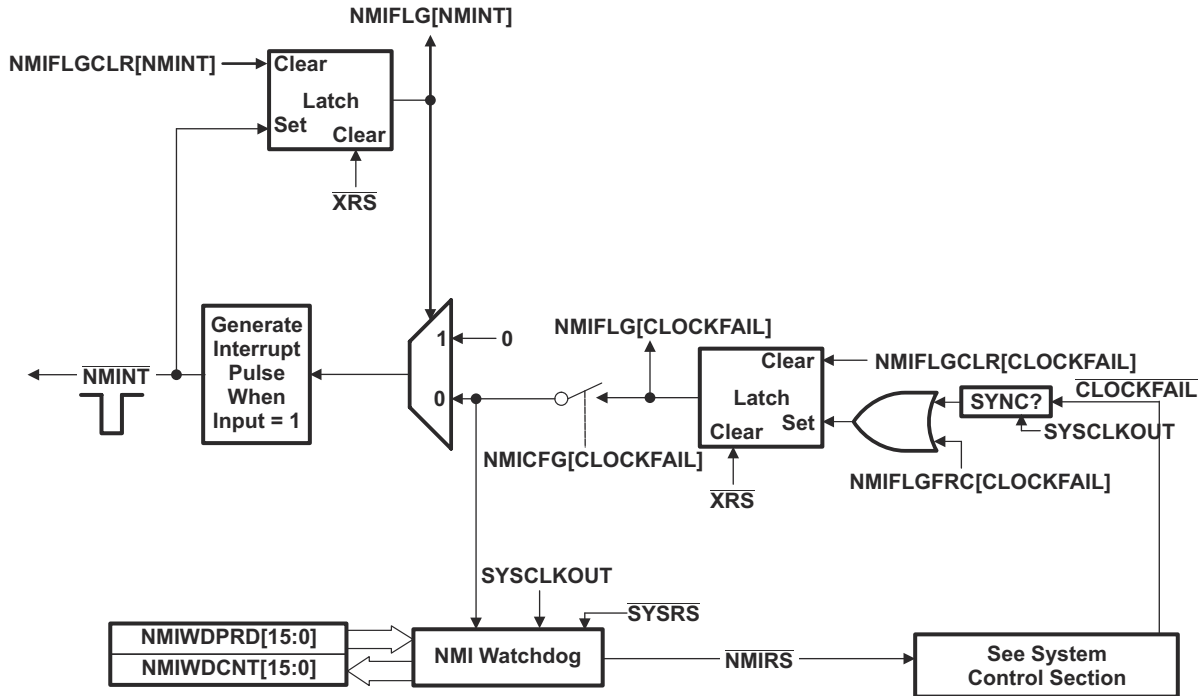 NMIFLG[NMINT]
NMIFLGCLR[NMINT]
Clear
Latch
Set
Clear
XRS
Generate
Interrupt
Pulse
When
Input = 1
NMINT
1
0
0
NMIFLG[CLOCKFAIL]
NMICFG[CLOCKFAIL]
Clear
Latch
Set
Clear
XRS
NMIFLGCLR[CLOCKFAIL]
CLOCKFAIL
SYNC?
SYSCLKOUT
NMIFLGFRC[CLOCKFAIL]
SYSCLKOUT
SYSRS
NMIWDPRD[15:0]
NMIWDCNT[15:0]
NMI Watchdog
NMIRS
See System
Control Section